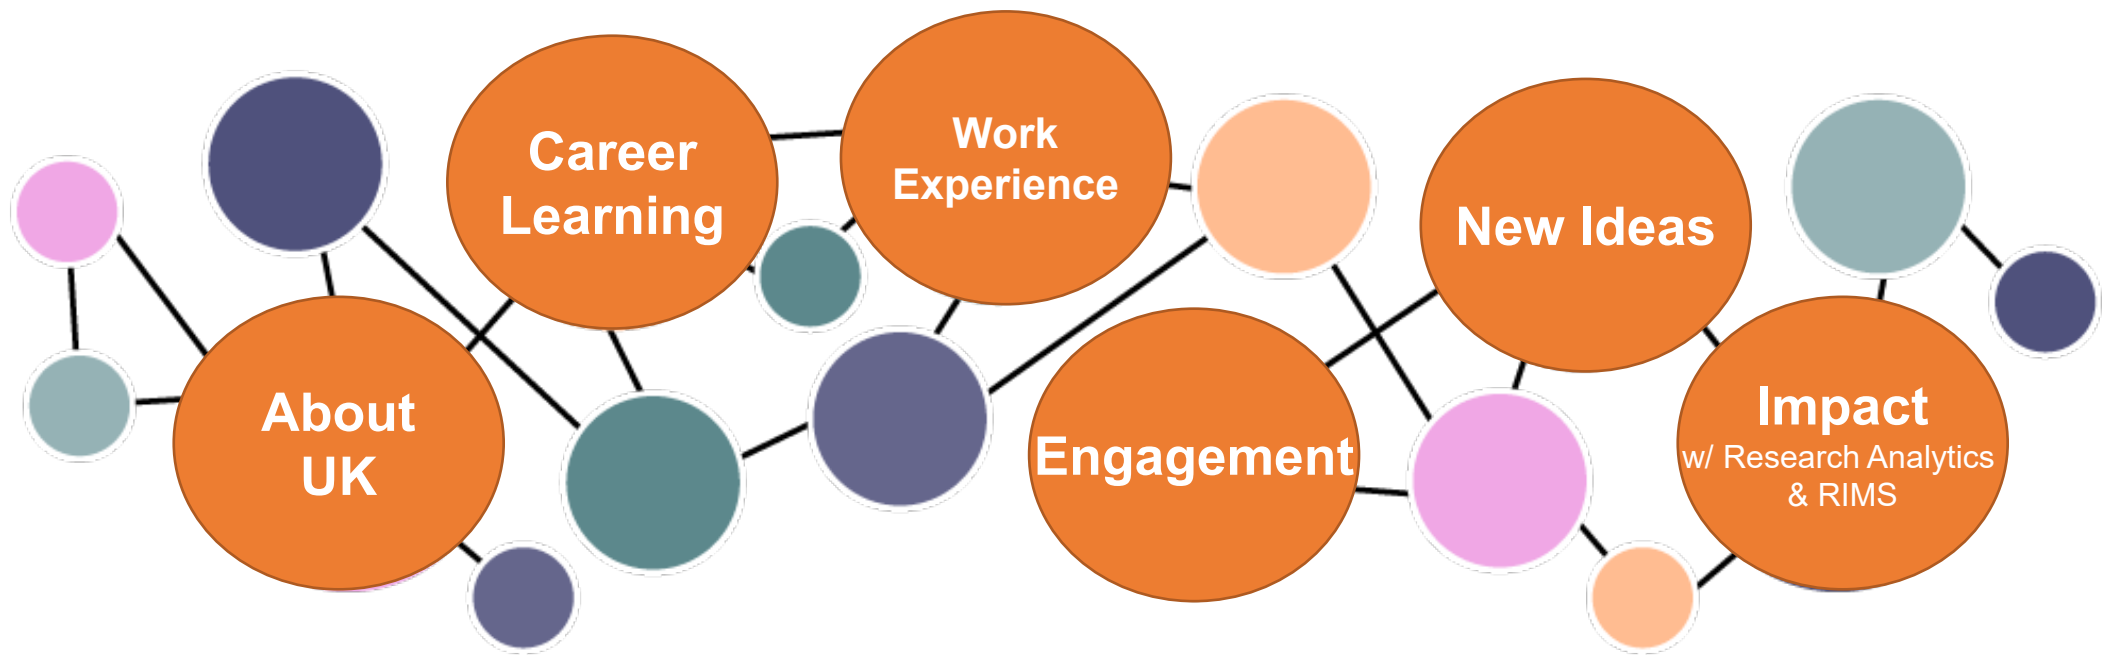 Career
Learning
Work
Experience
New Ideas
About
UK
Engagement
Impact
w/ Research Analytics
& RIMS